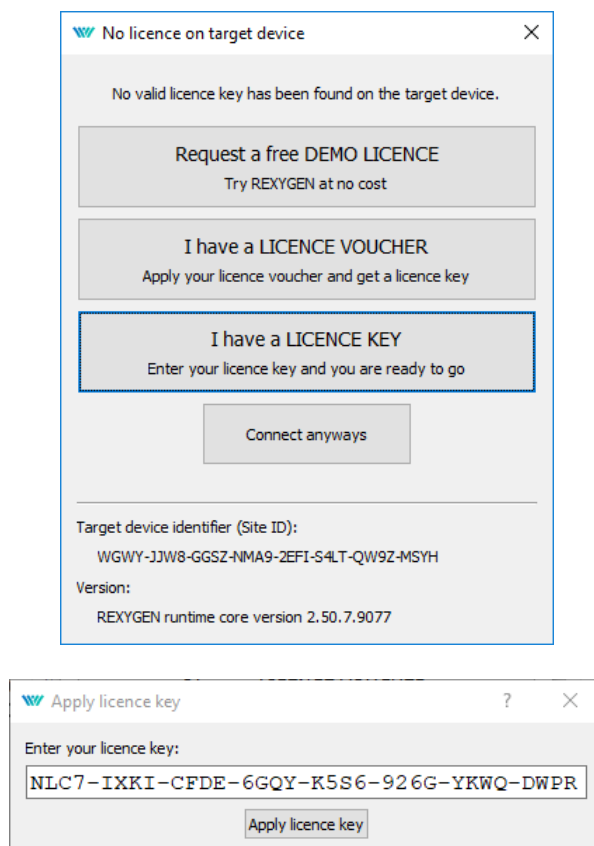 No licence on target device
No valid licence key has been found on the target device.
Request a free DEMO LICENCE
Try REXYGEN at no cost
I have a LICENCE VOUCHER
Apply your licence voucher and get a licence key
I have a LICENCE KEY
Enter your licence key and you are ready to go
Connect anyways
Target device identifier (Site ID):
WGWY-JJW8-GGSZ-NMA9-2EFI-S4LT-QW9Z-MSYH
Version:
REXYGEN runtime core version 2.50.7.9077
Apply licence key
Enter your licence key:
NLC7-IXKI-CFDE-6GQY-K5S6-926G-YKWQ-DWPR
Apply licence key